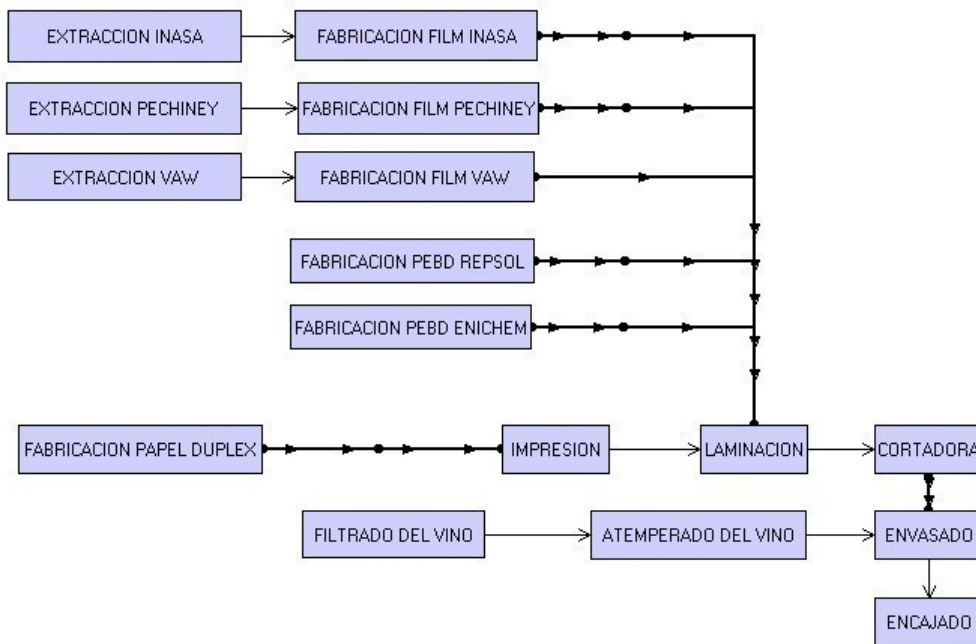 EXTRACCION INASA
FABRICACION FILM INASA
EXTRACCION PECHINEY
FABRICACION FILM PECHINEY
EXTRACCION VAW
FABRICACION FILM VAW
FABRICACION PEBD REPSOL
FABRICACION PEBD ENICHEM
FABRICACION PAPEL DUPLEX
IMPRESION
LAMINACION
CORTADORA
FILTRADO DEL VINO
ATEMPERADO DEL VINO
ENVASADO
ENCAJADO